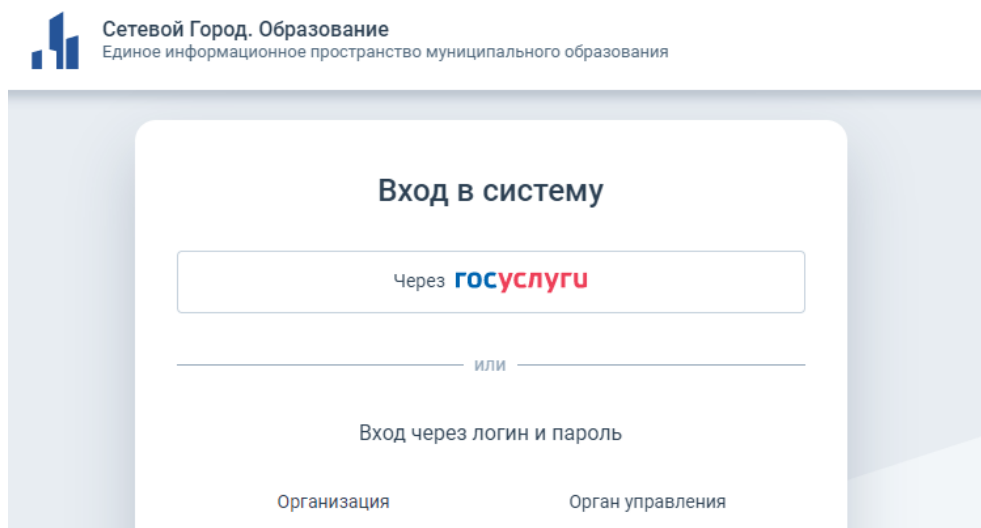 Сетевой Город. Образование
Единое информационное пространство муниципального образования
Вход в систему
Через госуслуги
или
Вход через логин и пароль
Организация Орган управления